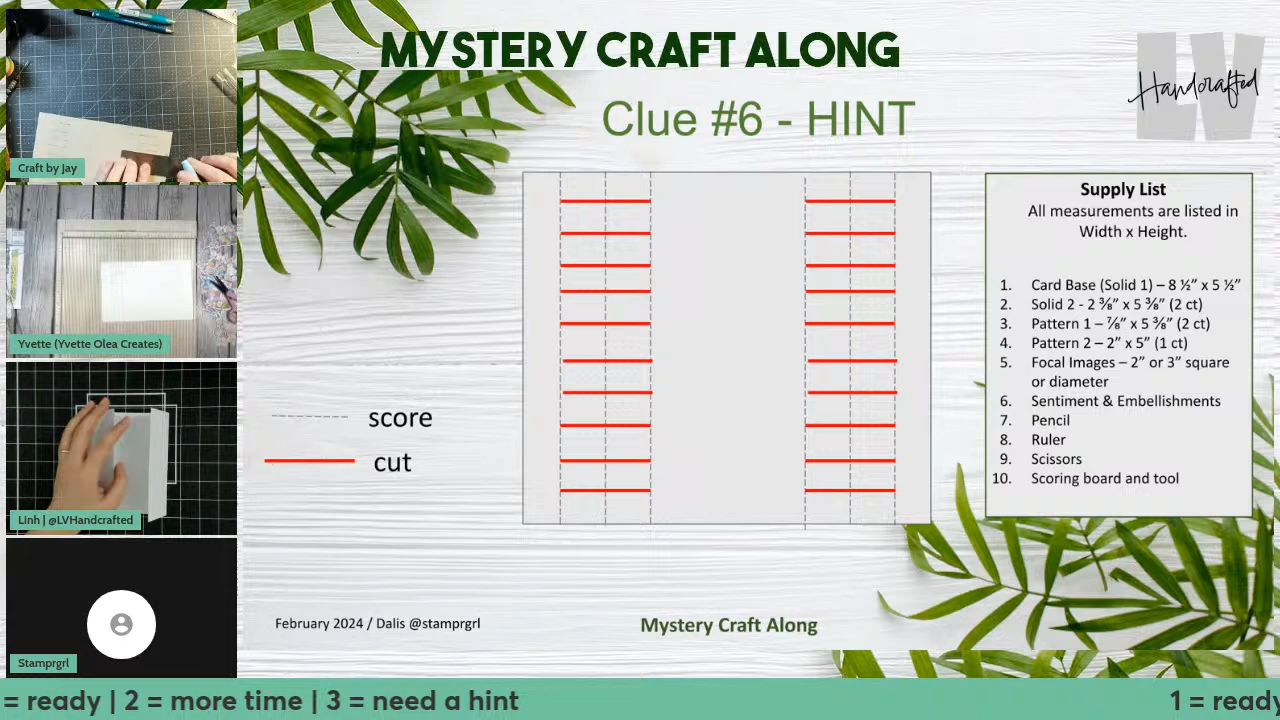 MYSTERY CRAFT ALONG
Handcrafted
Clue #6 - HINT
Craft by Jay
Yvette (Yvette Olea Creates)
Linh | @LVHandcrafted
Stamprgrl
score
cut
Supply List
All measurements are listed in
Width x Height.
1. Card Base (Solid 1) – 8 ½” x 5 ½”
2. Solid 2 - 2 ⅜” x 5 ⅜” (2 ct)
3. Pattern 1 – ⅞” x 5 ⅜” (2 ct)
4. Pattern 2 – 2” x 5” (1 ct)
5. Focal Images – 2” or 3” square
or diameter
6. Sentiment & Embellishments
7. Pencil
8. Ruler
9. Scissors
10. Scoring board and tool
February 2024 / Dalis @stamprgrl
Mystery Craft Along
= ready | 2 = more time | 3 = need a hint
1 = ready